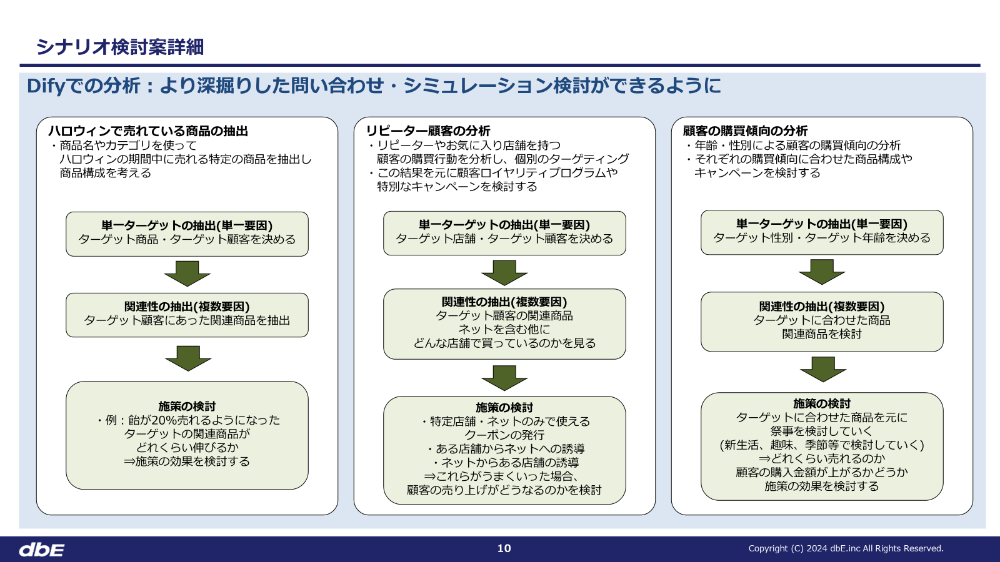 シナリオ検討案詳細
Difyでの分析：より深掘りした問い合わせ・シミュレーション検討ができるように
ハロウィンで売れている商品の抽出
・商品名やカテゴリを使って
ハロウィンの期間中に売れる特定の商品を抽出し
商品構成を考える
単一ターゲットの抽出(単一要因)
ターゲット商品・ターゲット顧客を決める
関連性の抽出(複数要因)
ターゲット顧客にあった関連商品を抽出
施策の検討
・例：飴が20%売れるようになった
ターゲットの関連商品が
どれくらい伸びるか
⇒施策の効果を検討する
リピーター顧客の分析
・リピーターやお気に入り店舗を持つ
顧客の購買行動を分析し、個別のターゲティング
・この結果を元に顧客ロイヤリティプログラムや
特別なキャンペーンを検討する
単一ターゲットの抽出(単一要因)
ターゲット店舗・ターゲット顧客を決める
関連性の抽出(複数要因)
ターゲット顧客の関連商品
ネットを含む他に
どんな店舗で買っているのかを見る
施策の検討
・特定店舗・ネットのみで使える
クーポンの発行
・ある店舗からネットへの誘導
・ネットからある店舗の誘導
⇒これらがうまくいった場合、
顧客の売り上げがどうなるのかを検討
顧客の購買傾向の分析
・年齢・性別による顧客の購買傾向の分析
・それぞれの購買傾向に合わせた商品構成や
キャンペーンを検討する
単一ターゲットの抽出(単一要因)
ターゲット性別・ターゲット年齢を決める
関連性の抽出(複数要因)
ターゲットに合わせた商品
関連商品を検討
施策の検討
ターゲットに合わせた商品を元に
祭事を検討していく
(新生活、趣味、季節等で検討していく)
⇒どれくらい売れるのか
顧客の購入金額が上がるかどうか
施策の効果を検討する
dbE
10
Copyright (C) 2024 dbE.inc All Rights Reserved.